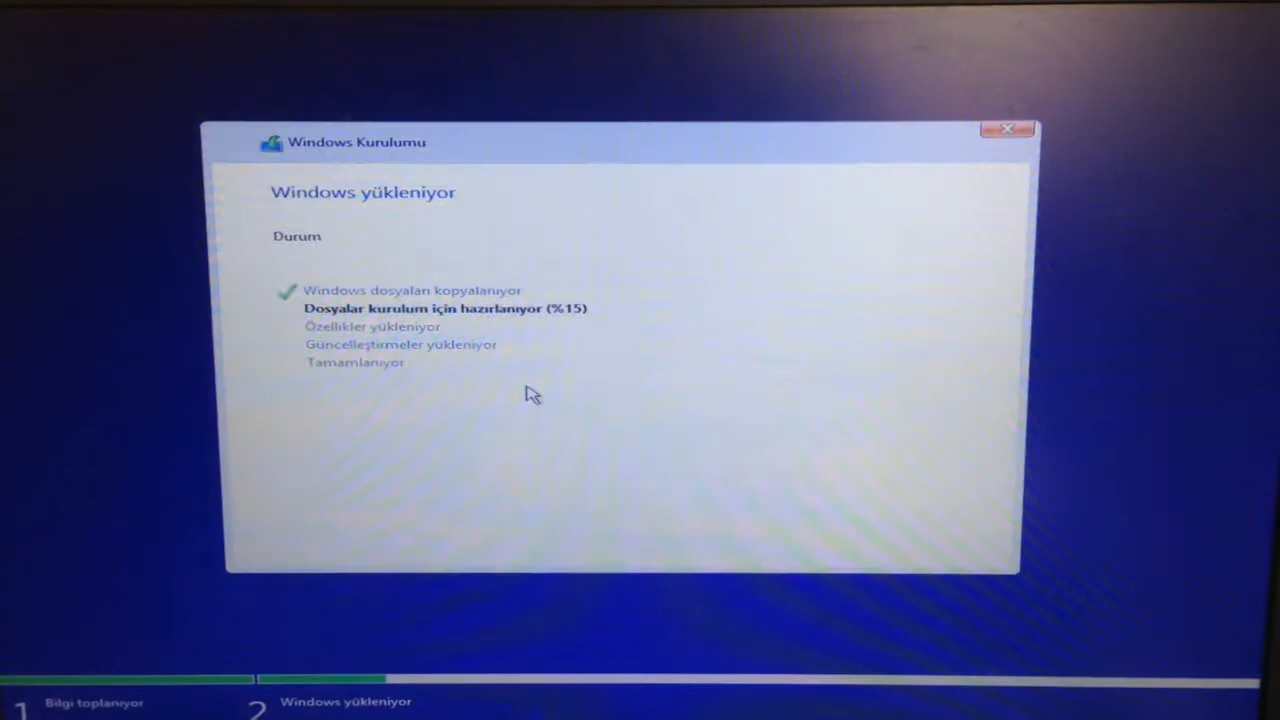 Windows Kurulumu
Windows yükleniyor
Durum
Windows dosyaları kopyalanıyor
Dosyalar kurulum için hazırlanıyor (%15)
Özellikler yükleniyor
Güncelleştirmeler yükleniyor
Tamamlanıyor
1 Bilgi toplanıyor
2 Windows yükleniyor